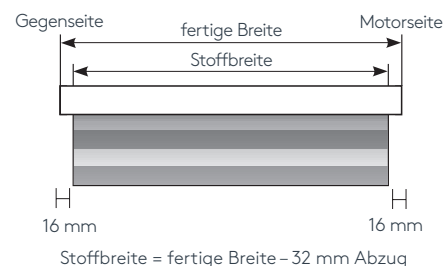 Gegenseite
Motorseite
fertige Breite
Stoffbreite
16 mm
16 mm
Stoffbreite = fertige Breite – 32 mm Abzug